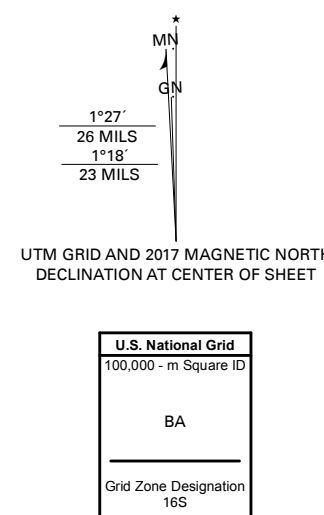 MN
GN
1°27´
26 MILS
1°18´
23 MILS
UTM GRID AND 2017 MAGNETIC NORTH
DECLINATION AT CENTER OF SHEET
U.S. National Grid
100,000 - m Square ID
BA
Grid Zone Designation
16S